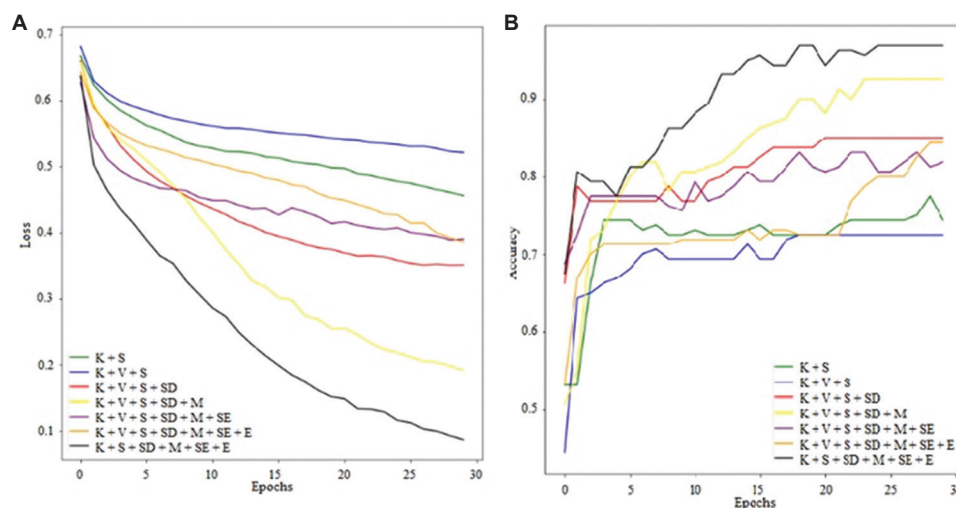 A
0.7
0.6
0.5
0.4
0.3
0.2
0.1
Loss
K + S
K + V + S
K + V + S + SD
K + V + S + SD + M
K + V + S + SD + M + SE
K + V + S + SD + M + SE + E
K + S + SD + M + SE + E
0 5 10 15 20 25 30
Epochs
B
0.9
0.8
0.7
0.6
0.5
Accuracy
K + S
K + V + S
K + V + S + SD
K + V + S + SD + M
K + V + S + SD + M + SE
K + V + S + SD + M + SE + E
K + S + SD + M + SE + E
0 5 10 15 20 25 30
Epochs